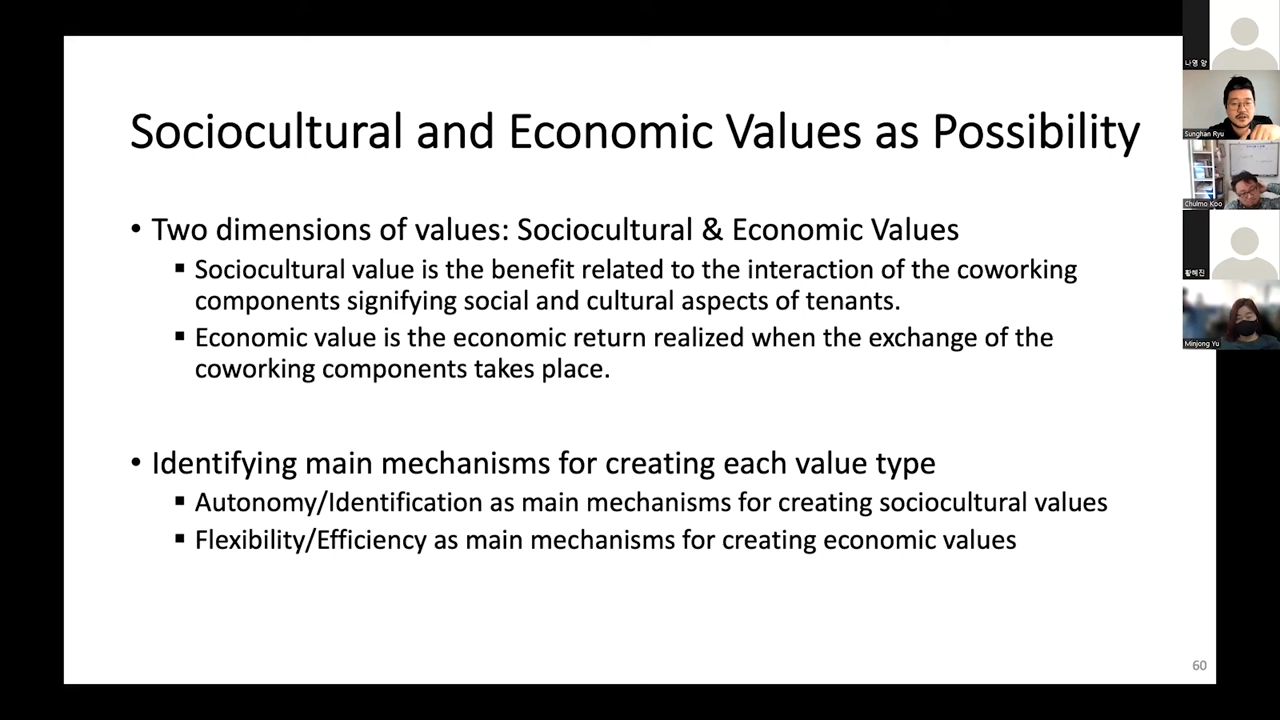 Sociocultural and Economic Values as Possibility
• Two dimensions of values: Sociocultural & Economic Values
▪ Sociocultural value is the benefit related to the interaction of the coworking
components signifying social and cultural aspects of tenants.
▪ Economic value is the economic return realized when the exchange of the
coworking components takes place.
• Identifying main mechanisms for creating each value type
▪ Autonomy/Identification as main mechanisms for creating sociocultural values
▪ Flexibility/Efficiency as main mechanisms for creating economic values
60
나영 양
Sunghan Ryu
Chulmo Koo
황혜진
Minjong Yu